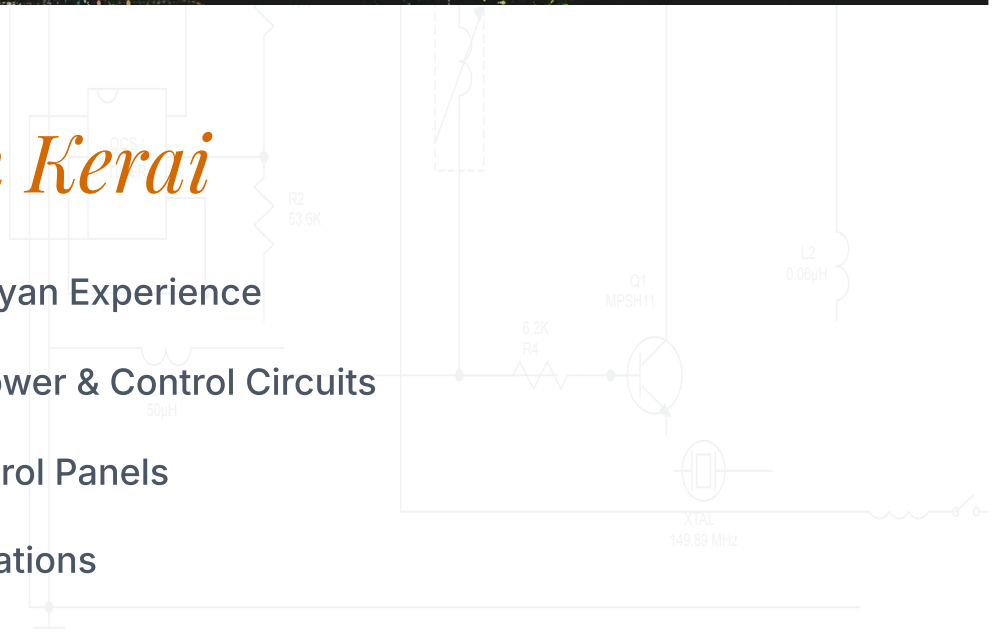 Kerai
R2
53.6K
yan Experience
L2
0.06µH
Q1
MPSH11
6.2K
R4
wer & Control Circuits
50µH
rol Panels
XTAL
149.89 MHz
ations